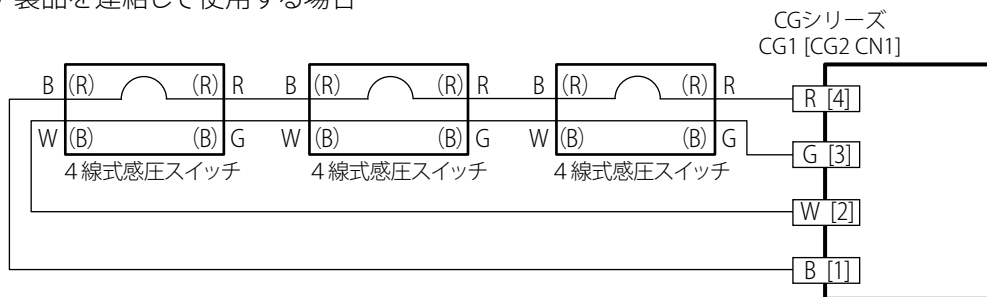 製品を連結して使用する場合
CGシリーズ
CG1 [CG2 CN1]
B (R) (R) R B (R) (R) R B (R) (R) R
R [4]
W (B) (B) G W (B) (B) G W (B) (B) G
G [3]
4線式感圧スイッチ 4線式感圧スイッチ 4線式感圧スイッチ
W [2]
B [1]